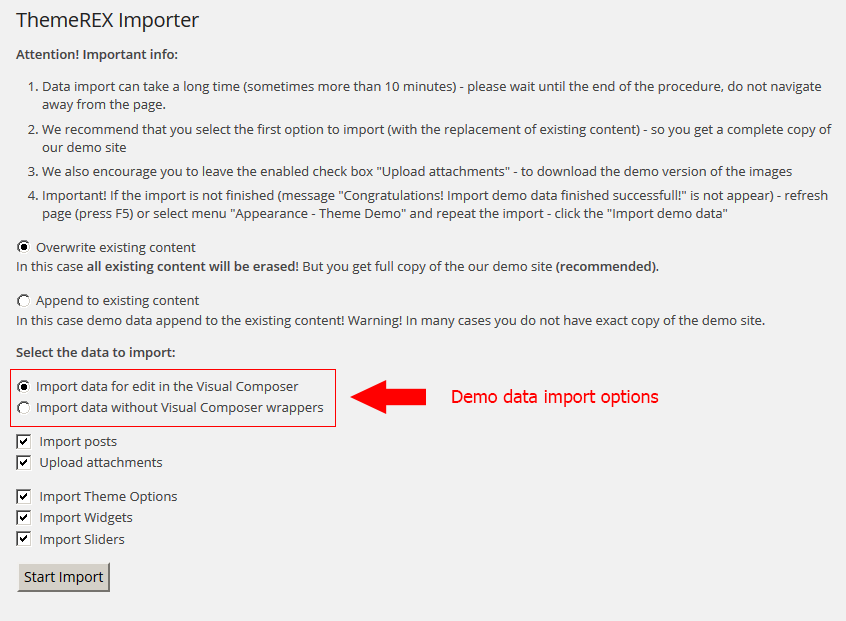 ThemeREX Importer
Attention! Important info:
1. Data import can take a long time (sometimes more than 10 minutes) - please wait until the end of the procedure, do not navigate
away from the page.
2. We recommend that you select the first option to import (with the replacement of existing content) - so you get a complete copy of
our demo site
3. We also encourage you to leave the enabled check box "Upload attachments" - to download the demo version of the images
4. Important! If the import is not finished (message "Congratulations! Import demo data finished successfull!" is not appear) - refresh
page (press F5) or select menu "Appearance - Theme Demo" and repeat the import - click the "Import demo data"
Overwrite existing content
In this case all existing content will be erased! But you get full copy of the our demo site (recommended).
Append to existing content
In this case demo data append to the existing content! Warning! In many cases you do not have exact copy of the demo site.
Select the data to import:
Import data for edit in the Visual Composer
Import data without Visual Composer wrappers
Demo data import options
Import posts
Upload attachments
Import Theme Options
Import Widgets
Import Sliders
Start Import